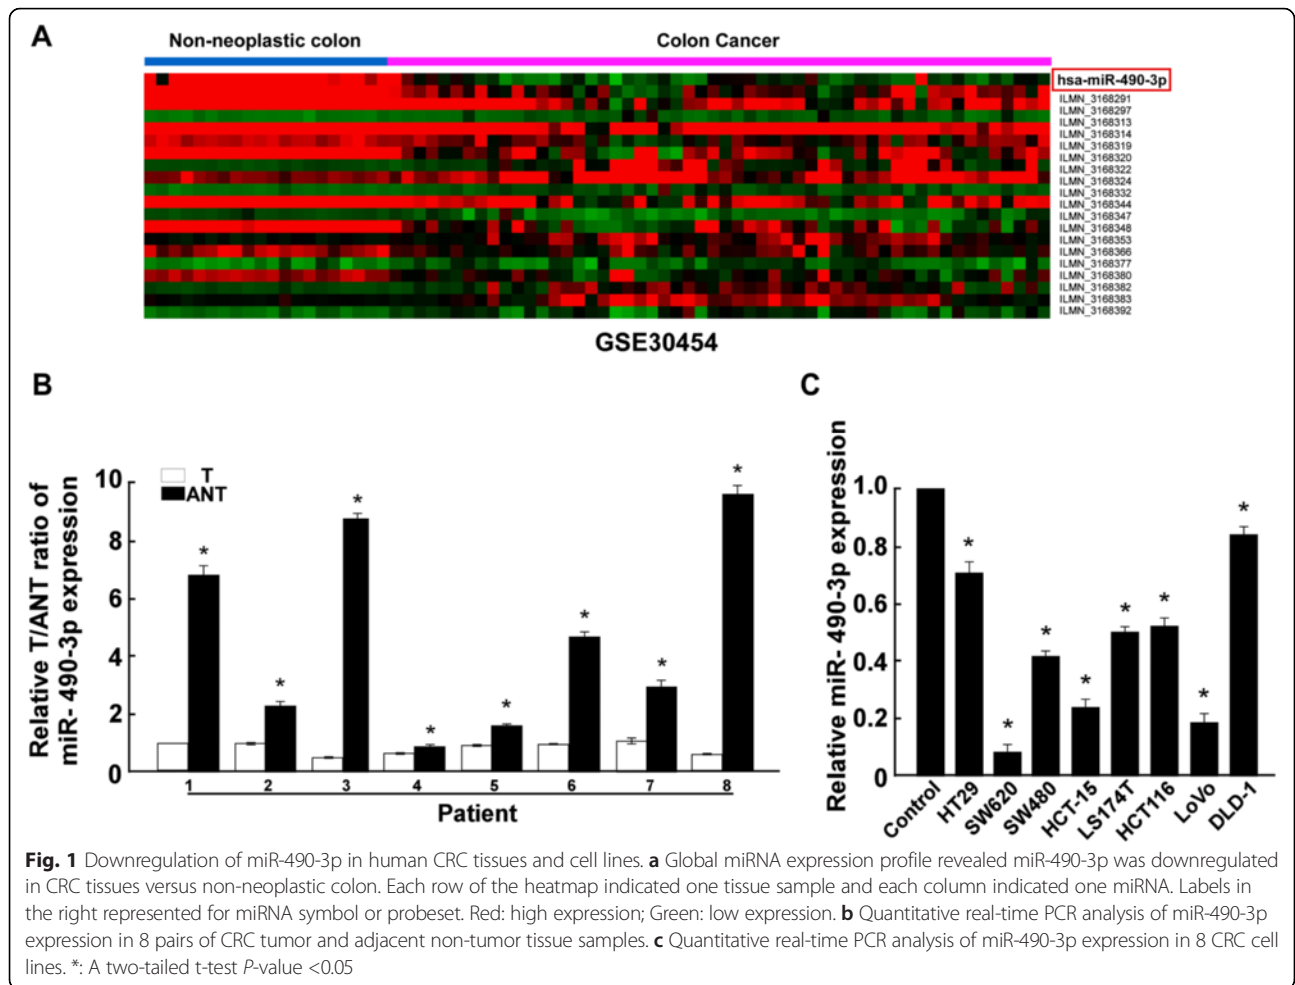 A
Non-neoplastic colon
Colon Cancer
hsa-miR-490-3p
ILMN_3168291
ILMN_3168297
ILMN_3168313
ILMN_3168314
ILMN_3168319
ILMN_3168320
ILMN_3168322
ILMN_3168324
ILMN_3168332
ILMN_3168344
ILMN_3168347
ILMN_3168348
ILMN_3168353
ILMN_3168366
ILMN_3168377
ILMN_3168380
ILMN_3168382
ILMN_3168383
ILMN_3168392
GSE30454
B
Relative T/ANT ratio of
miR- 490-3p expression
10
8
6
4
2
0
T
ANT
*
*
*
*
*
*
*
*
1
2
3
4
5
6
7
8
Patient
C
Relative miR- 490-3p expression
1.0
0.8
0.6
0.4
0.2
0
*
*
*
*
*
*
*
*
Control
HT29
SW620
SW480
HCT-15
LS174T
HCT116
LoVo
DLD-1
Fig. 1 Downregulation of miR-490-3p in human CRC tissues and cell lines. a Global miRNA expression profile revealed miR-490-3p was downregulated
in CRC tissues versus non-neoplastic colon. Each row of the heatmap indicated one tissue sample and each column indicated one miRNA. Labels in
the right represented for miRNA symbol or probeset. Red: high expression; Green: low expression. b Quantitative real-time PCR analysis of miR-490-3p
expression in 8 pairs of CRC tumor and adjacent non-tumor tissue samples. c Quantitative real-time PCR analysis of miR-490-3p expression in 8 CRC cell
lines. *: A two-tailed t-test P-value <0.05